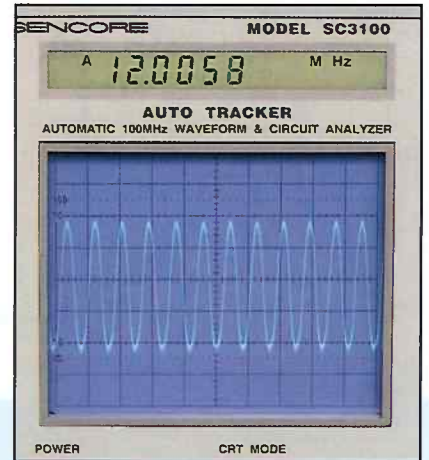 SENCORE MODEL SC3100
A 12.0058 M Hz
AUTO TRACKER
AUTOMATIC 100MHz WAVEFORM & CIRCUIT ANALYZER
POWER CRT MODE